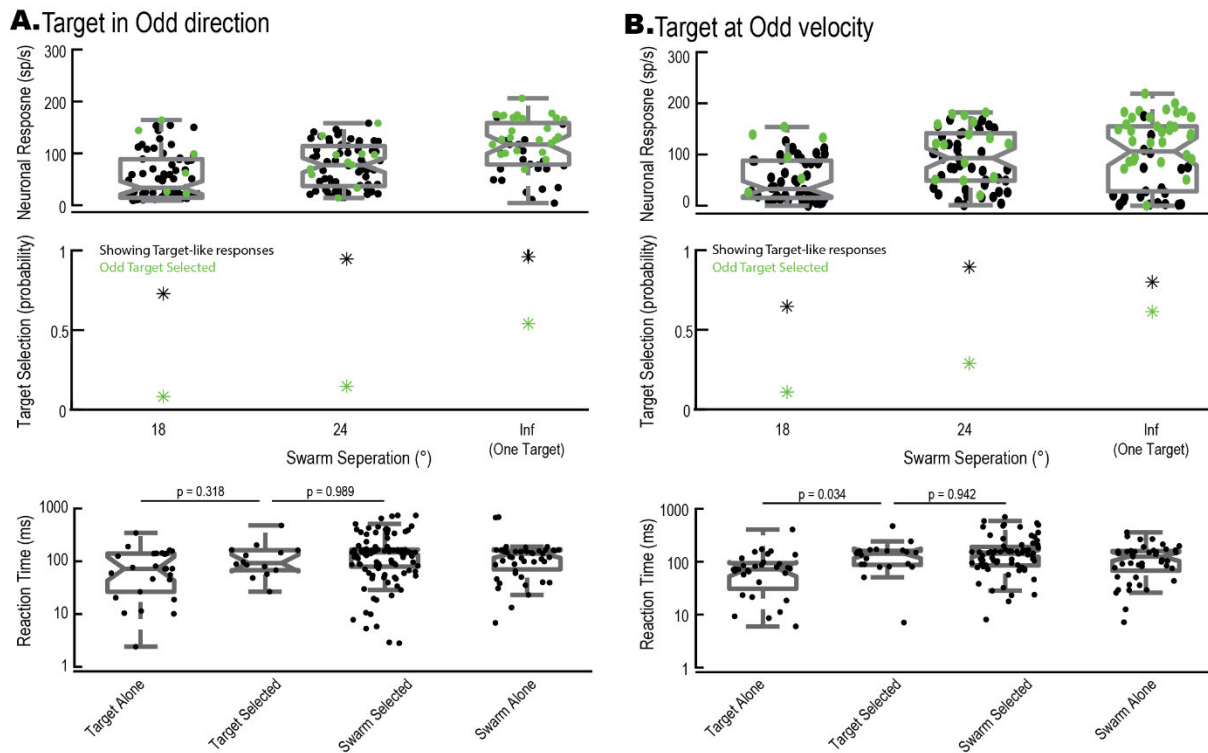 A. Target in Odd direction
Neuronal Resposne (sp/s)
300
200
100
0
Target Selection (probability)
1
0.5
0
Showing Target-like responses
Odd Target Selected
18
24
Inf
(One Target)
Swarm Seperation (°)
Reaction Time (ms)
1000
100
10
1
p = 0.318
p = 0.989
Target Alone
Target Selected
Swarm Selected
Swarm Alone
B. Target at Odd velocity
Neuronal Resposne (sp/s)
300
200
100
0
Target Selection (probability)
1
0.5
0
Showing Target-like responses
Odd Target Selected
18
24
Inf
(One Target)
Swarm Seperation (°)
Reaction Time (ms)
1000
100
10
1
p = 0.034
p = 0.942
Target Alone
Target Selected
Swarm Selected
Swarm Alone